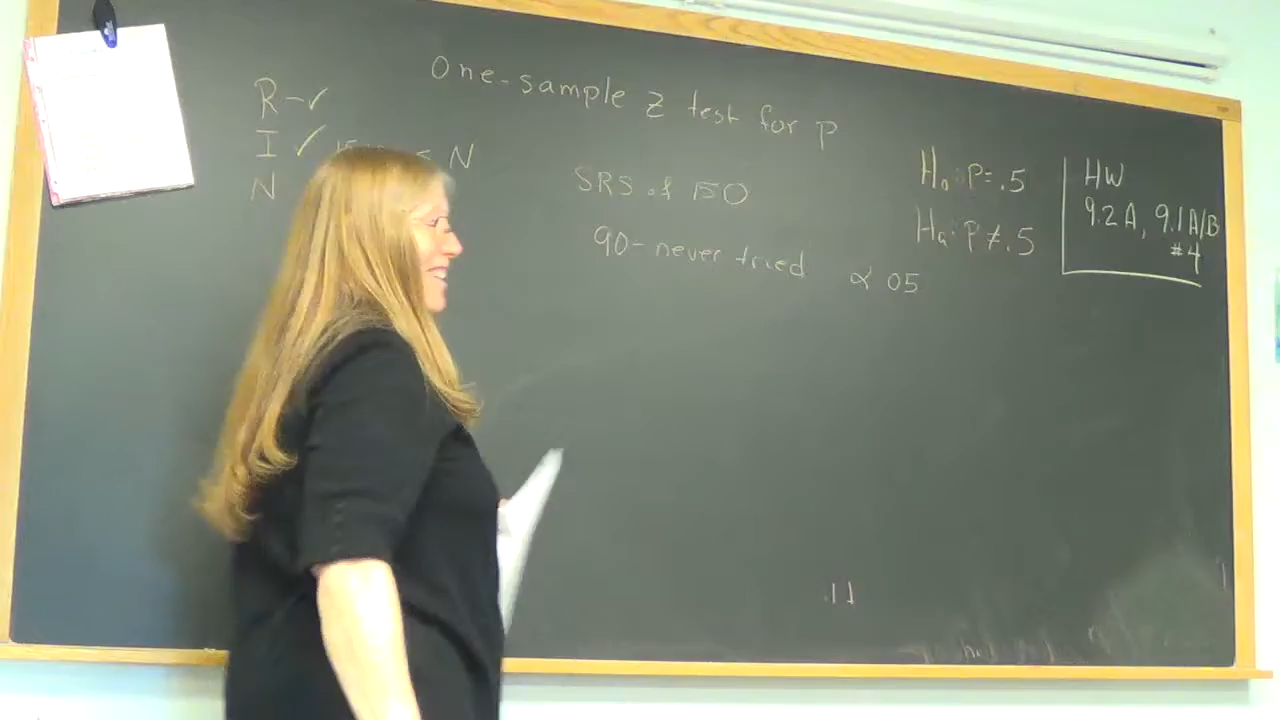 One-sample z test for p
R-✓
I ✓ N
N
SRS of 150
90-never tried
α 05
H₀: p=.5
Hₐ: p≠.5
HW
9.2 A, 9.1 A/B
#4
.11